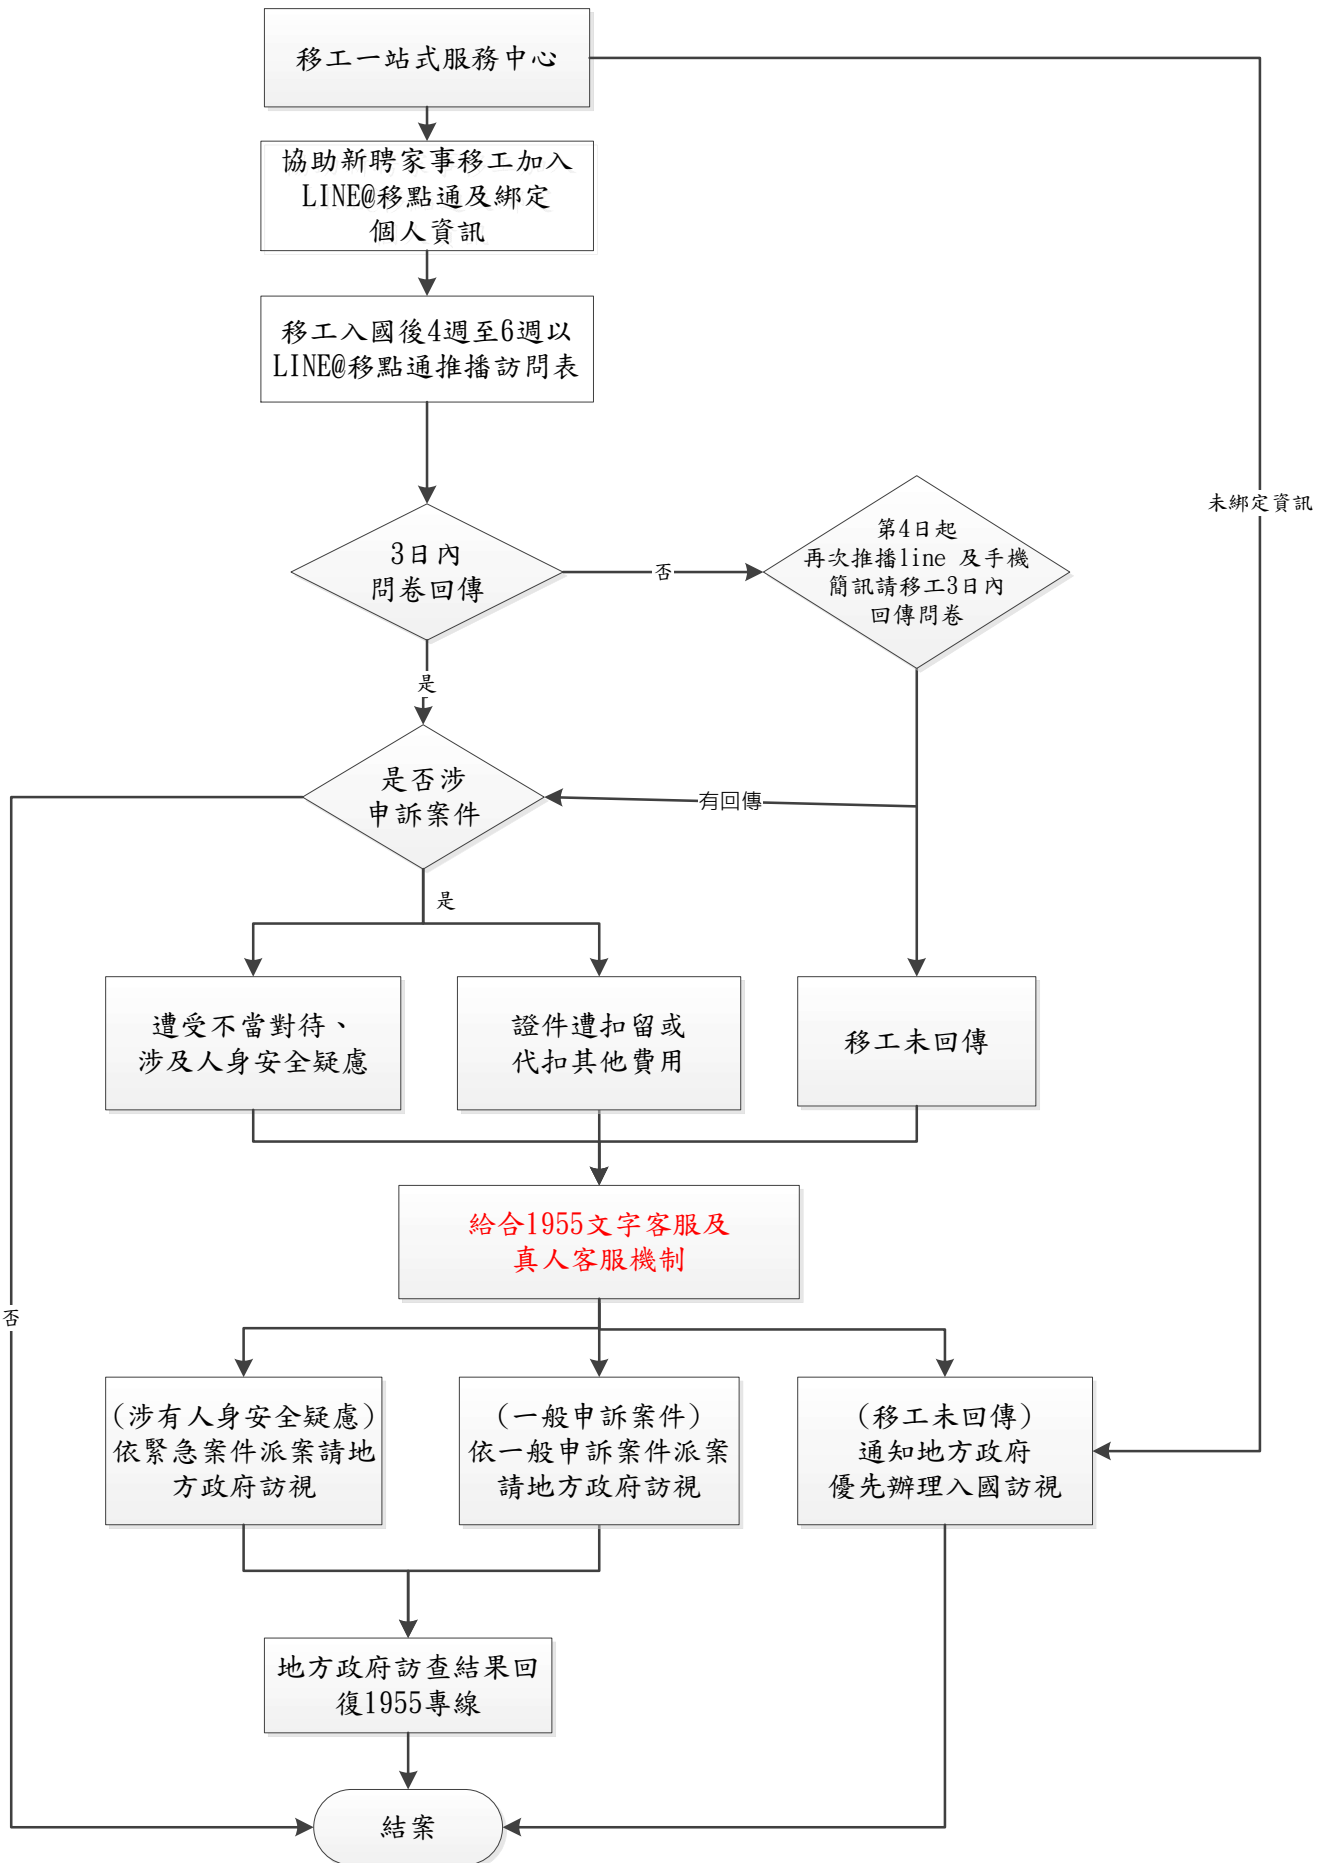 移工一站式服務中心
協助新聘家事移工加入
LINE@移點通及綁定
個人資訊
移工入國後4週至6週以
LINE@移點通推播訪問表
未綁定資訊
3日內
問卷回傳
否
第4日起
再次推播line 及手機
簡訊請移工3日內
回傳問卷
是
是否涉
申訴案件
有回傳
是
遭受不當對待、
涉及人身安全疑慮
證件遭扣留或
代扣其他費用
移工未回傳
給合1955文字客服及
真人客服機制
否
(涉有人身安全疑慮)
依緊急案件派案請地
方政府訪視
(一般申訴案件)
依一般申訴案件派案
請地方政府訪視
(移工未回傳)
通知地方政府
優先辦理入國訪視
地方政府訪查結果回
復1955專線
結案